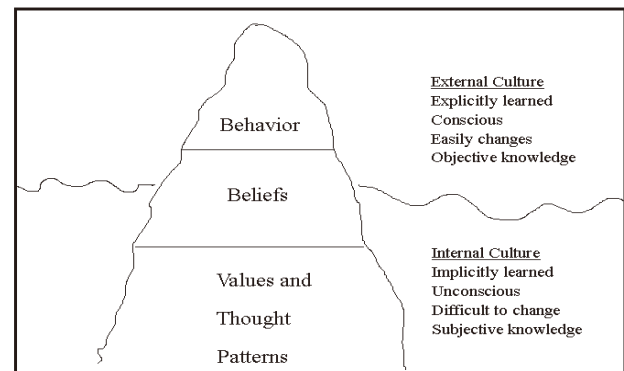 External Culture
Explicitly learned
Conscious
Easily changes
Objective knowledge
Behavior
Beliefs
Internal Culture
Implicitly learned
Unconscious
Difficult to change
Subjective knowledge
Values and
Thought
Patterns